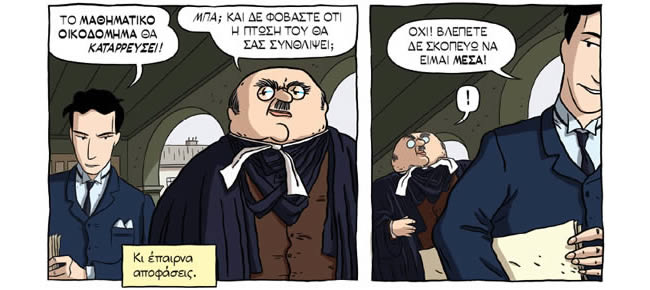 ΤΟ ΜΑΘΗΜΑΤΙΚΟ
ΟΙΚΟΔΟΜΗΜΑ ΘΑ
ΚΑΤΑΡΡΕΥΣΕΙ!
ΜΠΑ; ΚΑΙ ΔΕ ΦΟΒΑΣΤΕ ΟΤΙ
Η ΠΤΩΣΗ ΤΟΥ ΘΑ
ΣΑΣ ΣΥΝΘΛΙΨΕΙ;
Κι έπαιρνα
αποφάσεις.
ΟΧΙ! ΒΛΕΠΕΤΕ
ΔΕ ΣΚΟΠΕΥΩ ΝΑ
ΕΙΜΑΙ ΜΕΣΑ!
!